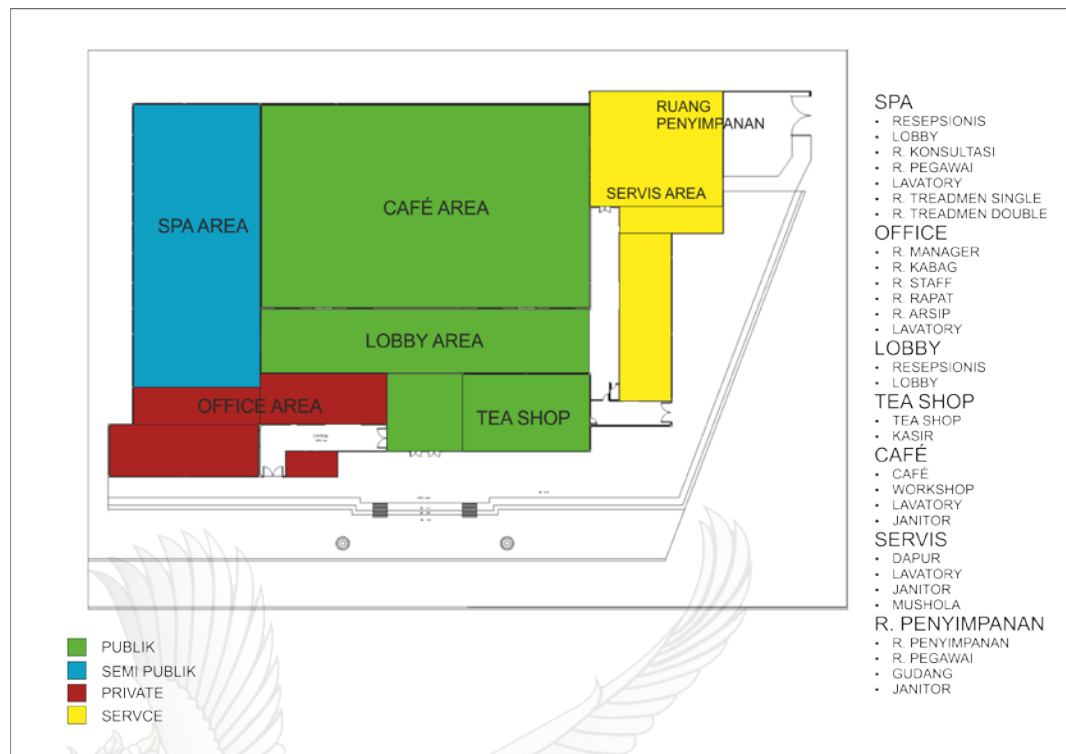 RUANG
PENYIMPANAN
SERVIS AREA
SPA AREA
CAFÉ AREA
LOBBY AREA
OFFICE AREA
TEA SHOP
SPA
• RESEPSIONIS
• LOBBY
• R. KONSULTASI
• R. PEGAWAI
• LAVATORY
• R. TREADMEN SINGLE
• R. TREADMEN DOUBLE
OFFICE
• R. MANAGER
• R. KABAG
• R. STAFF
• R. RAPAT
• R. ARSIP
• LAVATORY
LOBBY
• RESEPSIONIS
• LOBBY
TEA SHOP
• TEA SHOP
• KASIR
CAFÉ
• CAFÉ
• WORKSHOP
• LAVATORY
• JANITOR
SERVIS
• DAPUR
• LAVATORY
• JANITOR
• MUSHOLA
R. PENYIMPANAN
• R. PENYIMPANAN
• R. PEGAWAI
• GUDANG
• JANITOR
PUBLIK
SEMI PUBLIK
PRIVATE
SERVCE